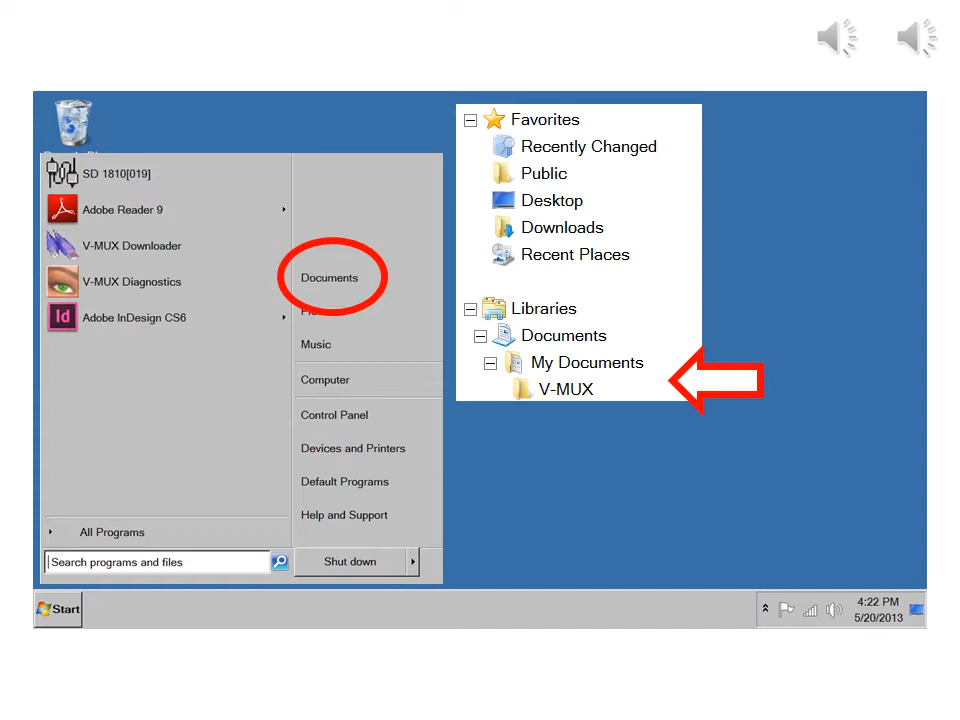 SD 1810[019]
Adobe Reader 9
V-MUX Downloader
V-MUX Diagnostics
Id
Adobe InDesign CS6
All Programs
Search programs and files
Documents
Music
Computer
Control Panel
Devices and Printers
Default Programs
Help and Support
Shut down
Favorites
Recently Changed
Public
Desktop
Downloads
Recent Places
Libraries
Documents
My Documents
V-MUX
Start
4:22 PM
5/20/2013